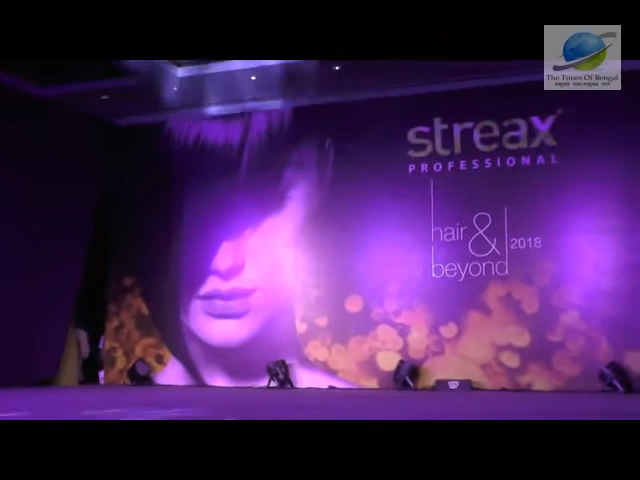 The Times Of Bengal
streax
PROFESSIONAL
hair &
beyond
2018